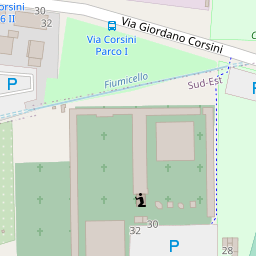 orsini
6 II
30
32
Via Giordano Corsini
Via Corsini
Parco I
P
Fiumicello
Sud-Est
32
30
P
28